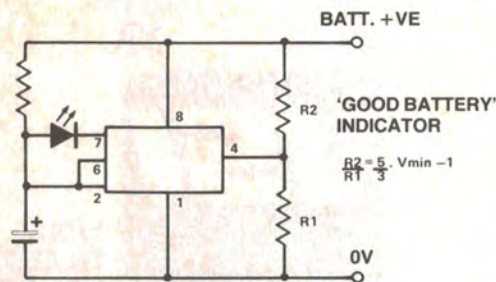 BATT. +VE
8
R2
'GOOD BATTERY'
INDICATOR
7
4
6
R2 = 5 . Vmin −1
R1 3
2
1
R1
+
0V